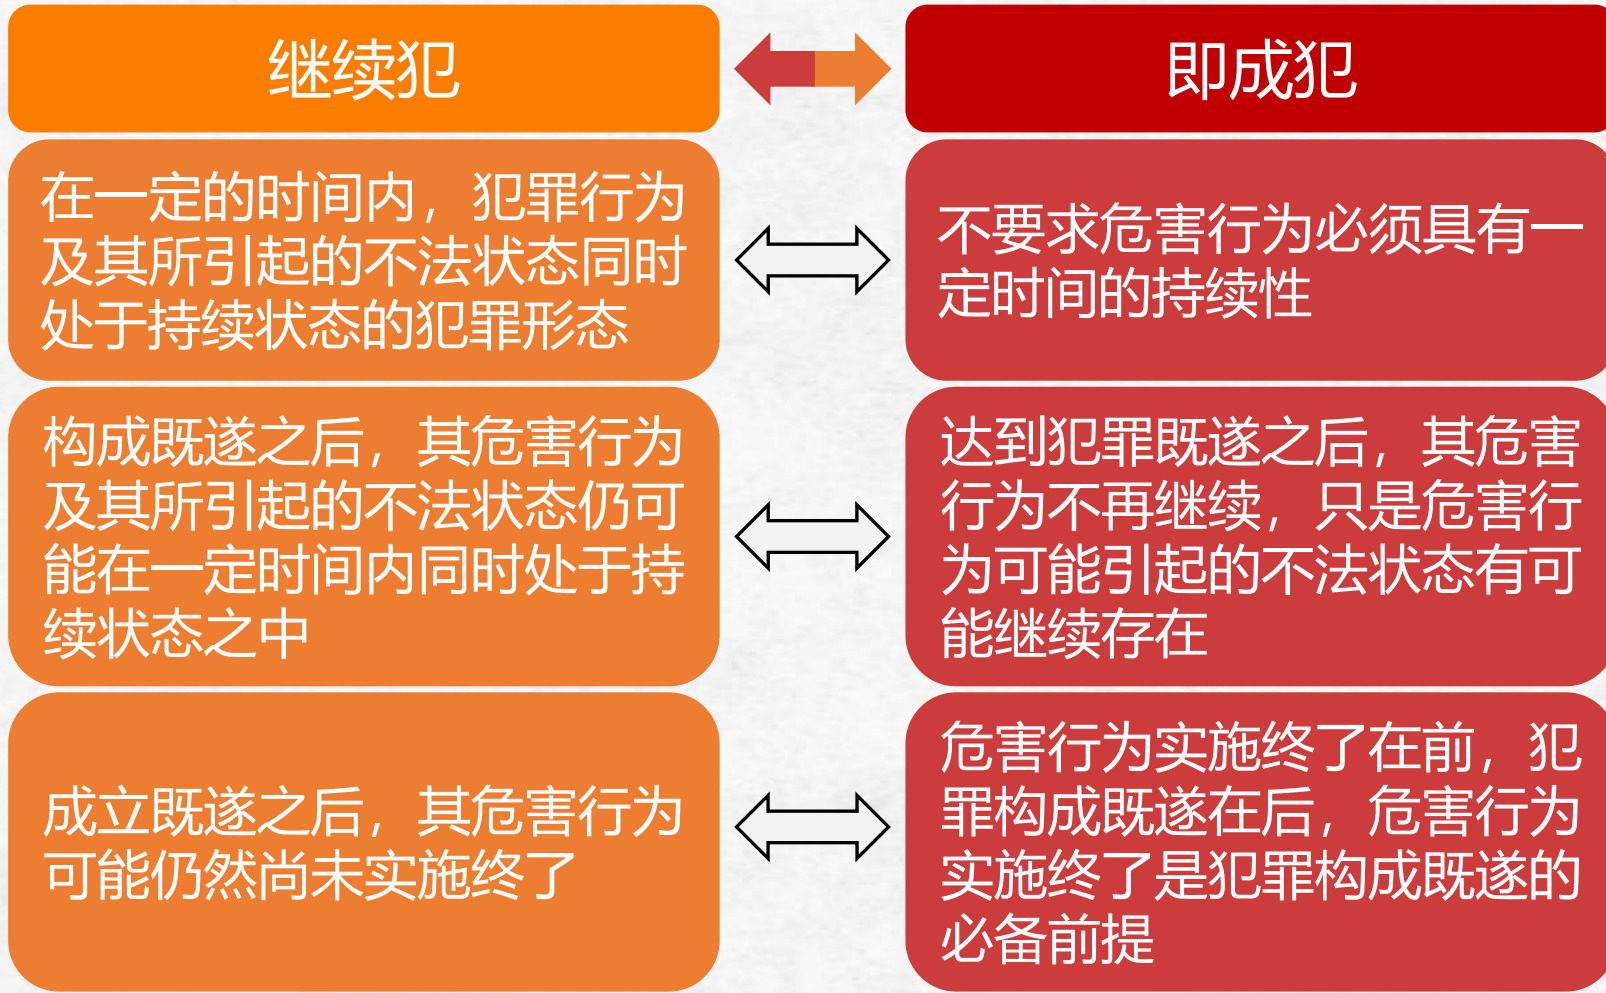 继续犯
即成犯
在一定的时间内，犯罪行为
及其所引起的不法状态同时
处于持续状态的犯罪形态
不要求危害行为必须具有一
定时间的持续性
构成既遂之后，其危害行为
及其所引起的不法状态仍可
能在一定时间内同时处于持
续状态之中
达到犯罪既遂之后，其危害
行为不再继续，只是危害行
为可能引起的不法状态有可
能继续存在
成立既遂之后，其危害行为
可能仍然尚未实施终了
危害行为实施终了在前，犯
罪构成既遂在后，危害行为
实施终了是犯罪构成既遂的
必备前提